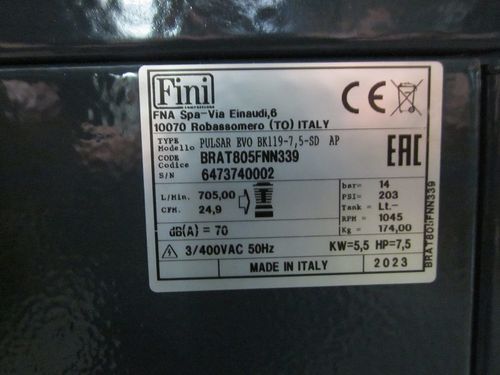 Fini
FNA Spa-Via Einaudi,6
10070 Robassomero (TO) ITALY
TYPE
Modello PULSAR EVO BK119-7,5-SD AP
CODE
Codice BRAT805FNN339
S/N 6473740002
L/Min. 705,00
CFM. 24,9
dB(A) = 70
bar= 14
PSI = 203
Tank = Lt.-
RPM = 1045
Kg = 174,00
3/400VAC 50Hz KW=5,5 HP=7,5
MADE IN ITALY 2023
CE
EAC
BRAT805FNN339